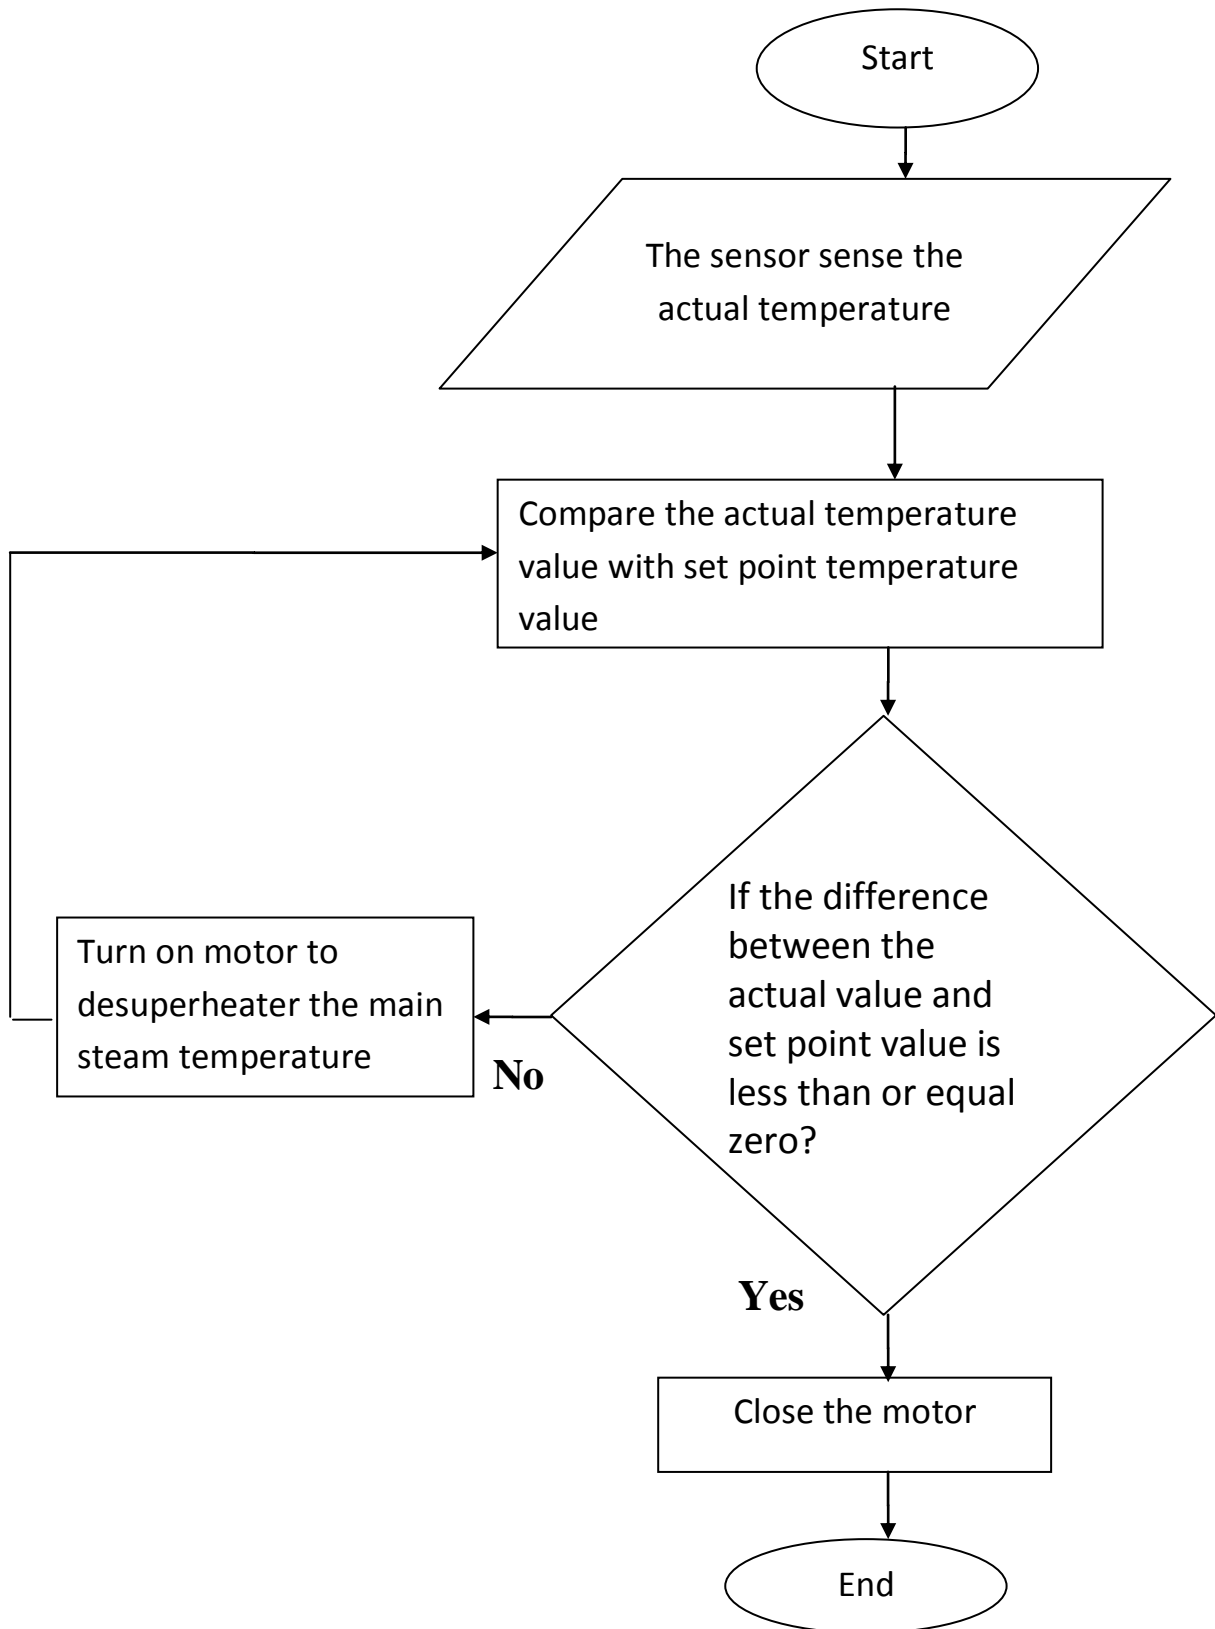 Start
The sensor sense the
actual temperature
Compare the actual temperature
value with set point temperature
value
If the difference
between the
actual value and
set point value is
less than or equal
zero?
Turn on motor to
desuperheater the main
steam temperature
No
Yes
Close the motor
End